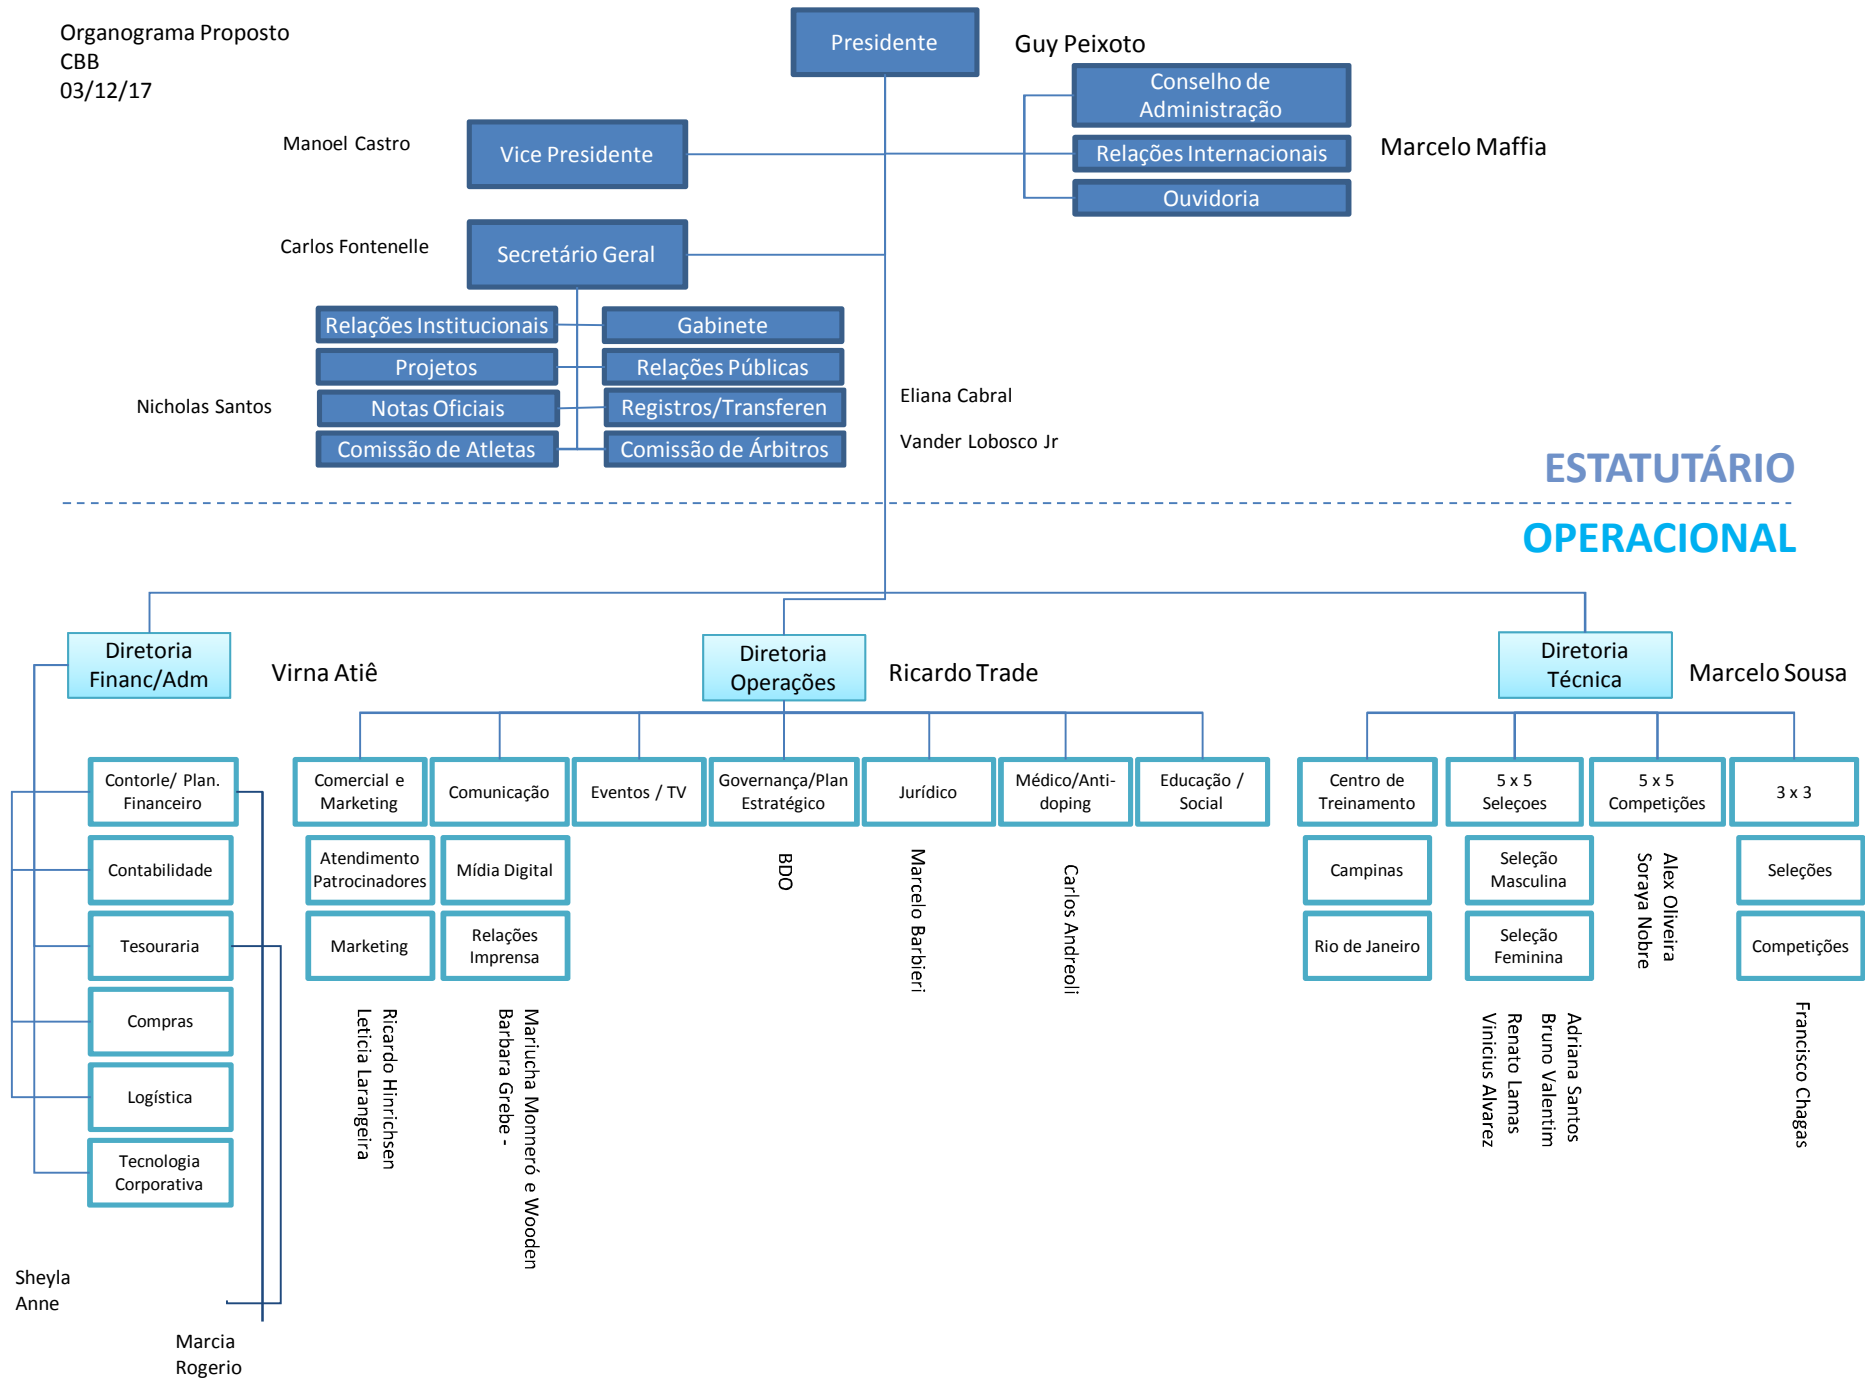 Organograma Proposto
CBB
03/12/17
Presidente
Guy Peixoto
Conselho de
Administração
Manoel Castro
Vice Presidente
Relações Internacionais
Marcelo Maffia
Ouvidoria
Carlos Fontenelle
Secretário Geral
Relações Institucionais
Gabinete
Projetos
Relações Públicas
Nicholas Santos
Notas Oficiais
Registros/Transferen
Eliana Cabral
Comissão de Atletas
Comissão de Árbitros
Vander Lobosco Jr
ESTATUTÁRIO
OPERACIONAL
Diretoria
Financ/Adm
Virna Atiê
Diretoria
Operações
Ricardo Trade
Diretoria
Técnica
Marcelo Sousa
Contorle/ Plan.
Financeiro
Comercial e
Marketing
Comunicação
Eventos / TV
Governança/Plan
Estratégico
Jurídico
Médico/Anti-
doping
Educação /
Social
Centro de
Treinamento
5 x 5
Seleçoes
5 x 5
Competições
3 x 3
Contabilidade
Atendimento
Patrocinadores
Mídia Digital
BDO
Marcelo Barbieri
Carlos Andreoli
Campinas
Seleção
Masculina
Alex Oliveira
Soraya Nobre
Seleções
Tesouraria
Marketing
Relações
Imprensa
Rio de Janeiro
Seleção
Feminina
Competições
Compras
Ricardo Hinrichsen
Leticia Larangeira
Mariucha Monneró e Wooden
Barbara Grebe -
Adriana Santos
Bruno Valentim
Renato Lamas
Vinicius Alvarez
Francisco Chagas
Logística
Tecnologia
Corporativa
Sheyla
Anne
Marcia
Rogerio